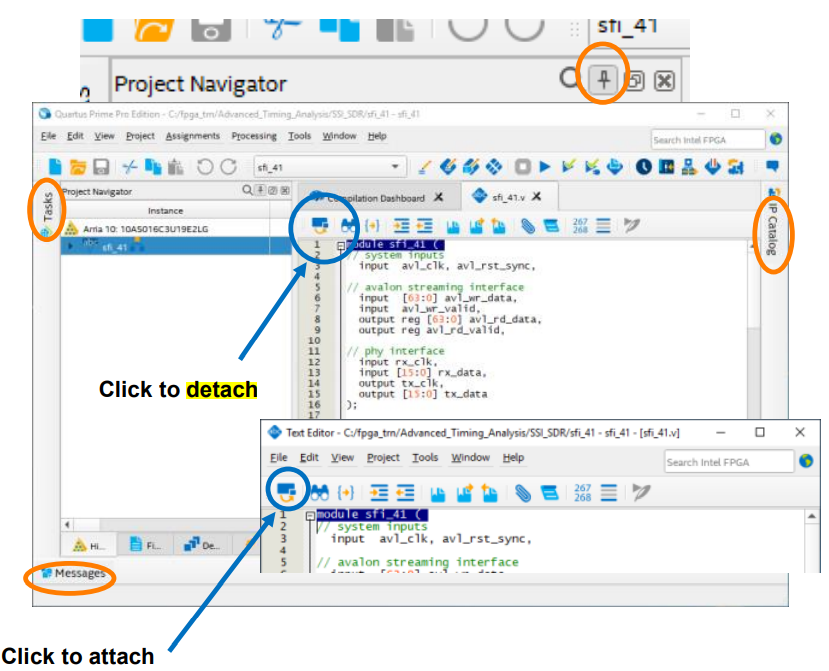 sfi_41
Project Navigator
Quartus Prime Pro Edition - C:/fpga_trn/Advanced_Timing_Analysis/SSI_SDR/sfi_41 - sfi_41
File Edit View Project Assignments Processing Tools Window Help
Search Intel FPGA
sfi_41
Tasks
Project Navigator
Compilation Dashboard
sfi_41.v
IP Catalog
Instance
Arria 10: 10AS016C3U19E2LG
abc
sfi_41
267
268
1 module sfi_41 (
2 // system inputs
3 input avl_clk, avl_rst_sync,
4
5 // avalon streaming interface
6 input [63:0] avl_wr_data,
7 input avl_wr_valid,
8 output reg [63:0] avl_rd_data,
9 output reg avl_rd_valid,
10
11 // phy interface
12 input rx_clk,
13 input [15:0] rx_data,
14 output tx_clk,
15 output [15:0] tx_data
16 );
17
Click to detach
Text Editor - C:/fpga_trn/Advanced_Timing_Analysis/SSI_SDR/sfi_41 - sfi_41 - [sfi_41.v]
File Edit View Project Tools Window Help
Search Intel FPGA
267
268
1 module sfi_41 (
2 // system inputs
3 input avl_clk, avl_rst_sync,
4
5 // avalon streaming interface
Hi...
Fi...
De...
Messages
Click to attach